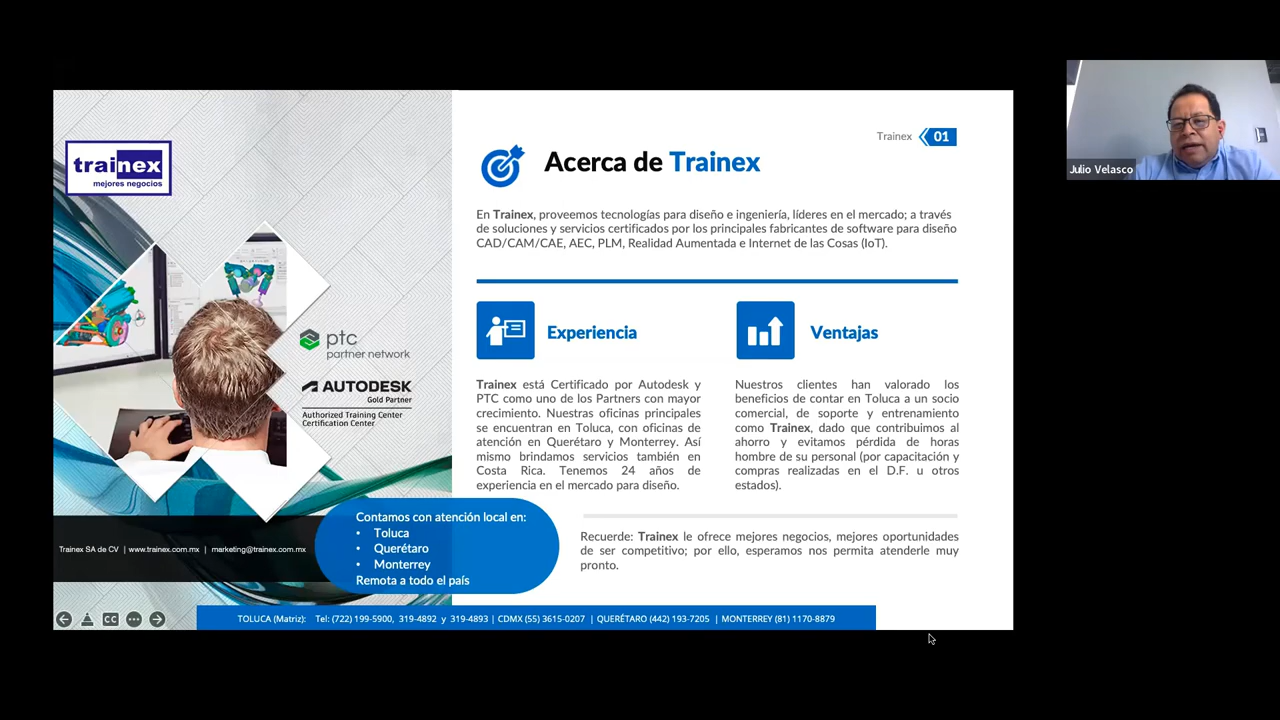 trainex
mejores negocios
ptc
partner network
AUTODESK
Gold Partner
Authorized Training Center
Certification Center
Trainex SA de CV | www.trainex.com.mx | marketing@trainex.com.mx
Trainex 01
Acerca de Trainex
En Trainex, proveemos tecnologías para diseño e ingeniería, líderes en el mercado; a través
de soluciones y servicios certificados por los principales fabricantes de software para diseño
CAD/CAM/CAE, AEC, PLM, Realidad Aumentada e Internet de las Cosas (IoT).
Experiencia
Trainex está Certificado por Autodesk y
PTC como uno de los Partners con mayor
crecimiento. Nuestras oficinas principales
se encuentran en Toluca, con oficinas de
atención en Querétaro y Monterrey. Así
mismo brindamos servicios también en
Costa Rica. Tenemos 24 años de
experiencia en el mercado para diseño.
Ventajas
Nuestros clientes han valorado los
beneficios de contar en Toluca a un socio
comercial, de soporte y entrenamiento
como Trainex, dado que contribuimos al
ahorro y evitamos pérdida de horas
hombre de su personal (por capacitación y
compras realizadas en el D.F. u otros
estados).
Contamos con atención local en:
• Toluca
• Querétaro
• Monterrey
Remota a todo el país
Recuerde: Trainex le ofrece mejores negocios, mejores oportunidades
de ser competitivo; por ello, esperamos nos permita atenderle muy
pronto.
CC
TOLUCA (Matriz): Tel: (722) 199-5900, 319-4892 y 319-4893 | CDMX (55) 3615-0207 | QUERÉTARO (442) 193-7205 | MONTERREY (81) 1170-8879
Julio Velasco